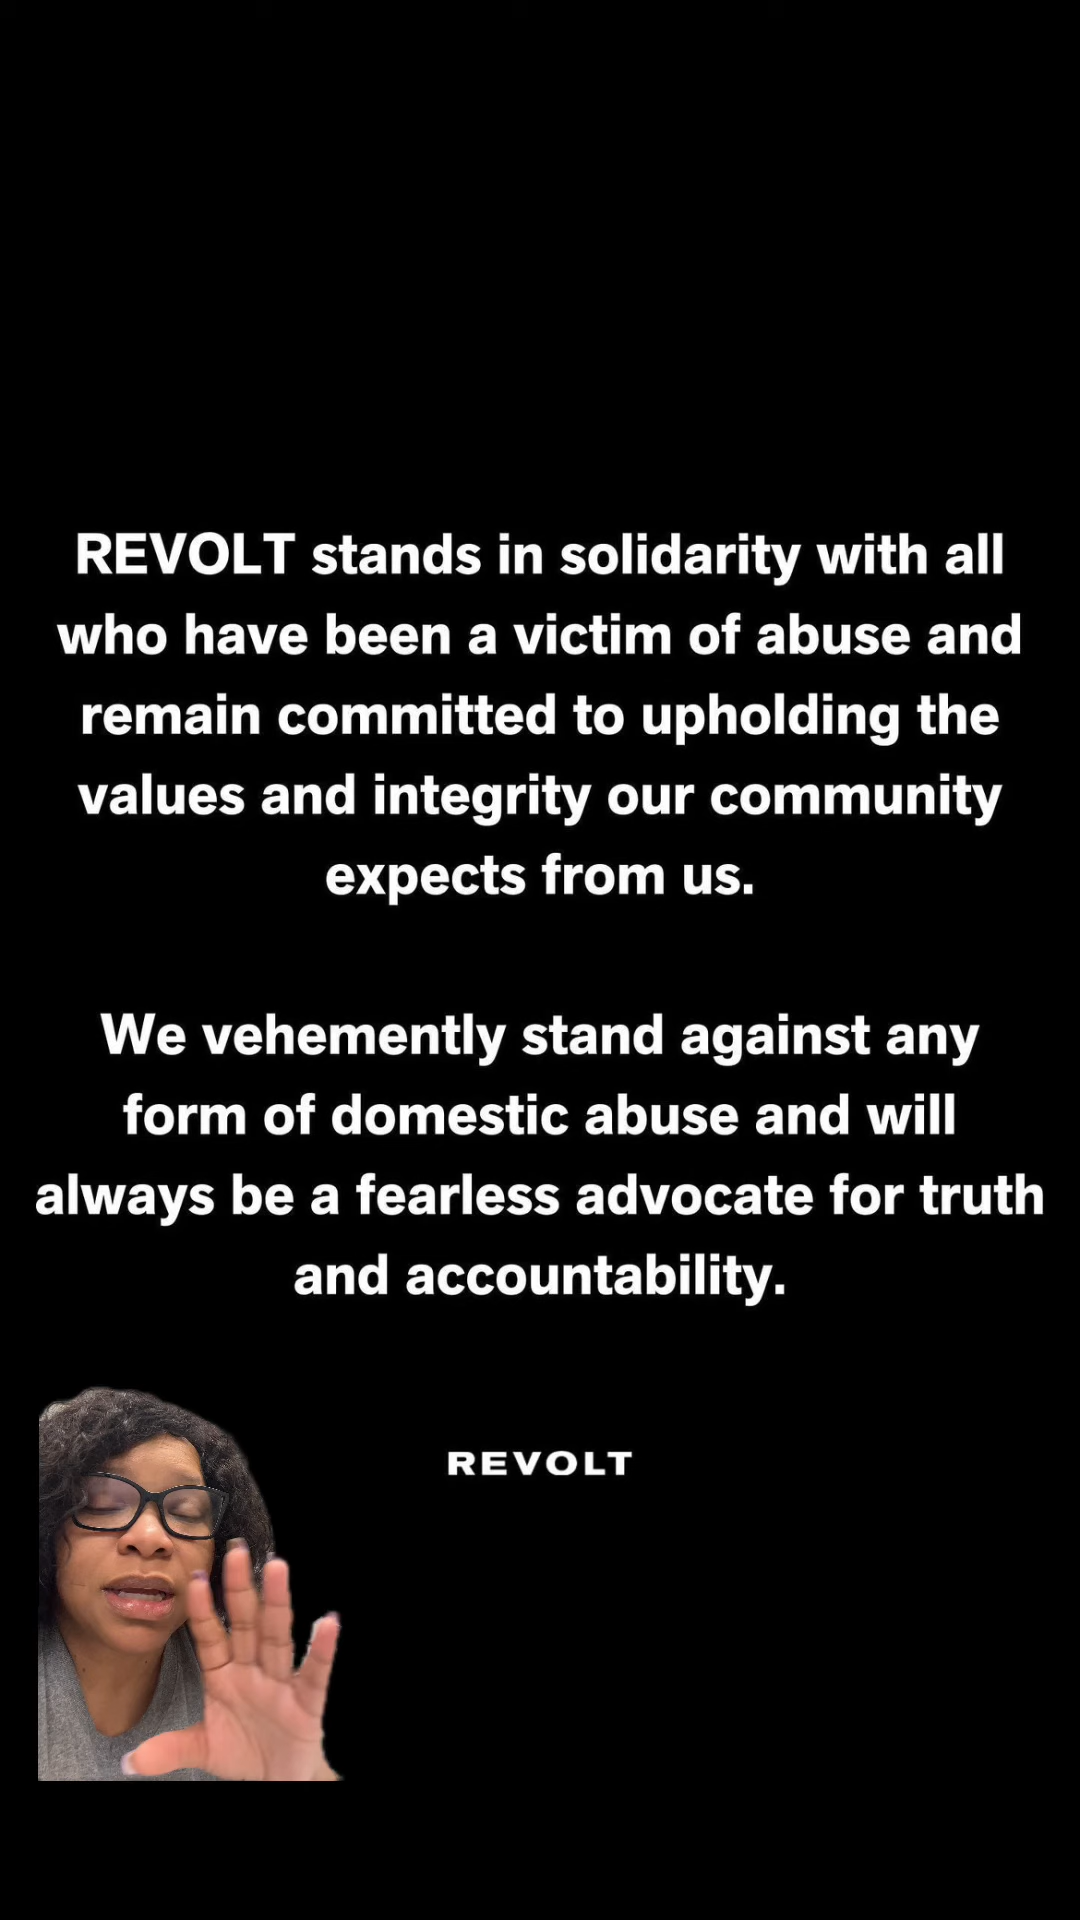 REVOLT stands in solidarity with all
who have been a victim of abuse and
remain committed to upholding the
values and integrity our community
expects from us.
We vehemently stand against any
form of domestic abuse and will
always be a fearless advocate for truth
and accountability.
REVOLT